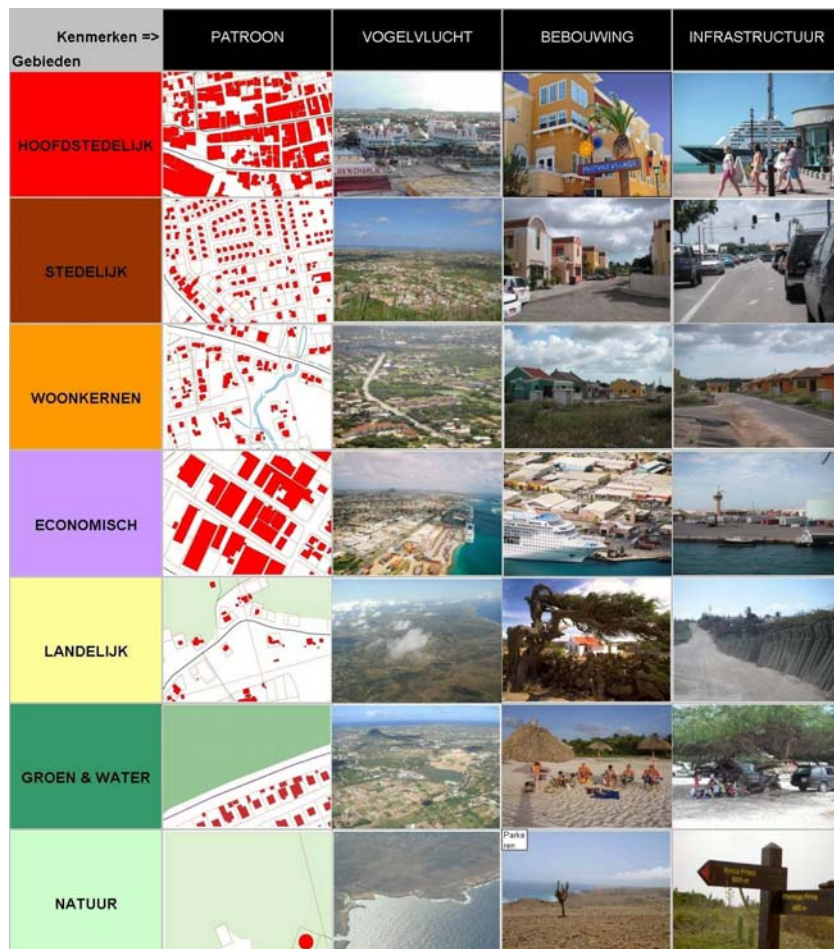 Kenmerken =>
Gebieden
PATROON
VOGELVLUCHT
BEBOUWING
INFRASTRUCTUUR
HOOFDSTEDELIJK
STEDELIJK
WOONKERNEN
ECONOMISCH
LANDELIJK
GROEN & WATER
NATUUR
Parke
ren